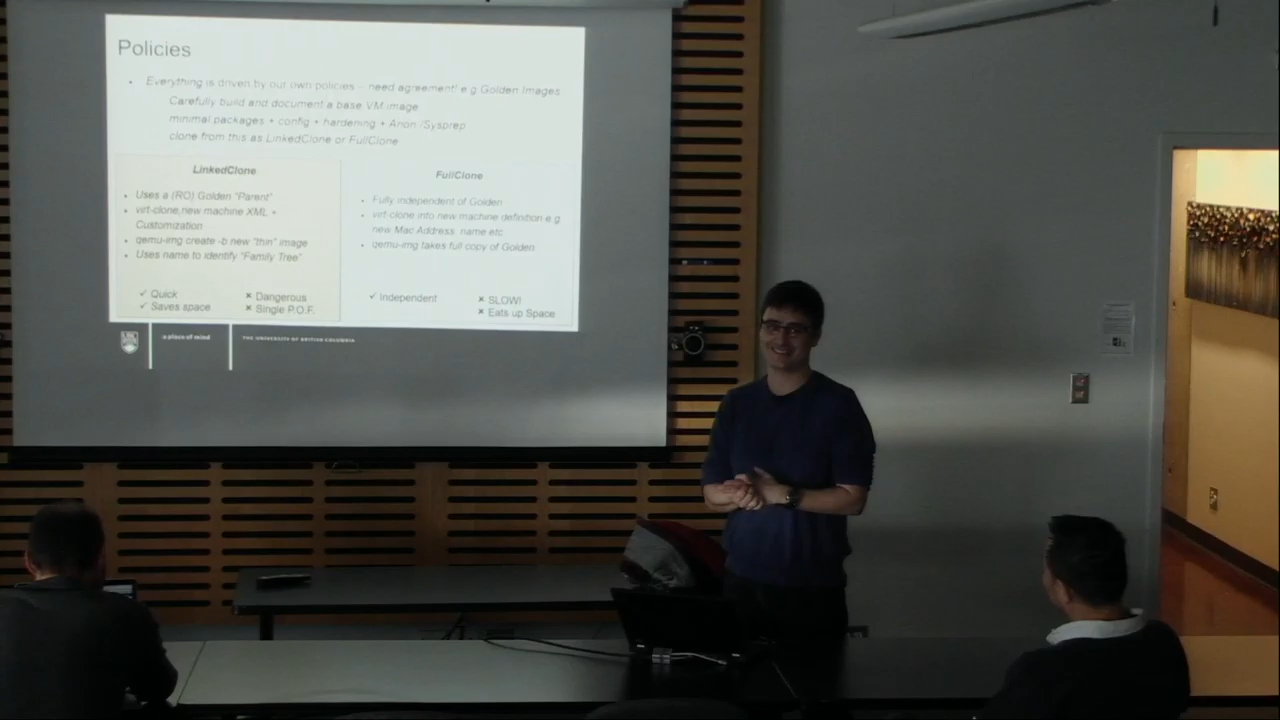 Policies
• Everything is driven by our own policies – need agreement! e.g Golden Images
Carefully build and document a base VM image
minimal packages + config + hardening + Anon./Sysprep
clone from this as LinkedClone or FullClone
LinkedClone
• Uses a (RO) Golden "Parent"
• virt-clone,new machine XML +
Customization
• qemu-img create -b new "thin" image
• Uses name to identify "Family Tree"
✓ Quick
✓ Saves space
× Dangerous
× Single P.O.F.
FullClone
• Fully independent of Golden
• virt-clone into new machine definition e.g
new Mac Address, name etc
• qemu-img takes full copy of Golden
✓ Independent
× SLOW!
× Eats up Space
UBC
a place of mind
THE UNIVERSITY OF BRITISH COLUMBIA